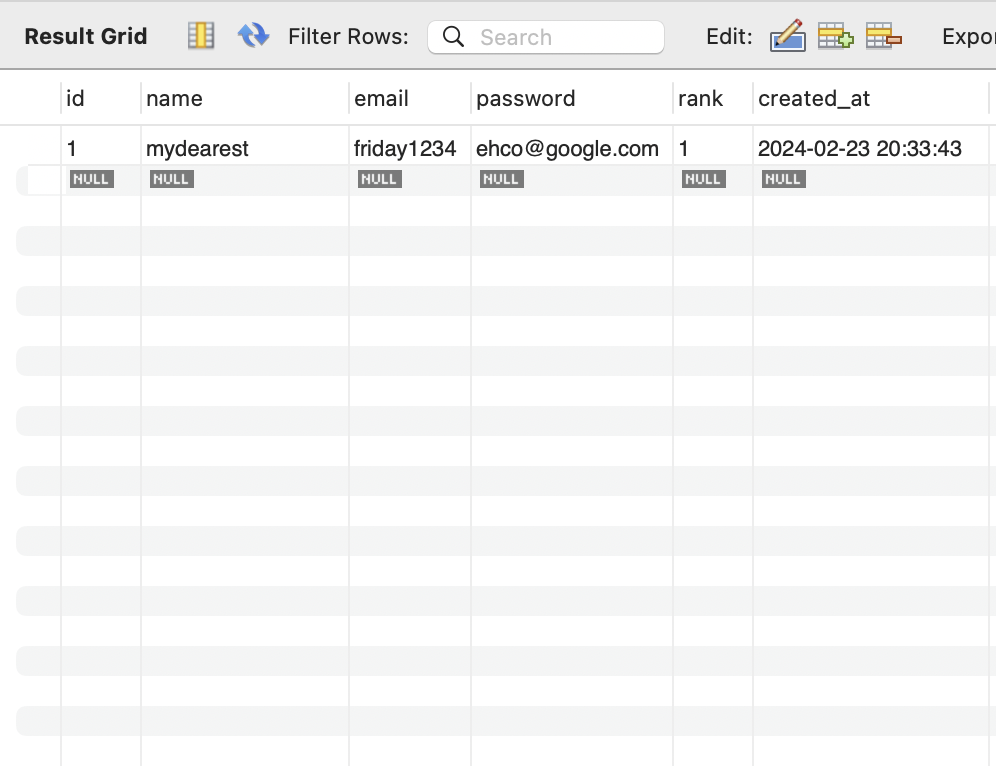 Result Grid Filter Rows: Search Edit: Expor
id name email password rank created_at
1 mydearest friday1234 ehco@google.com 1 2024-02-23 20:33:43
NULL NULL NULL NULL NULL NULL